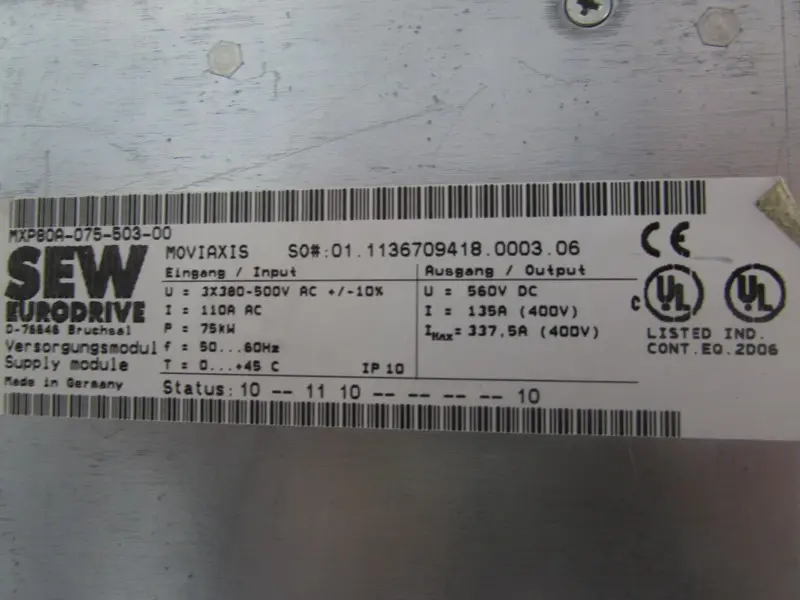 MXP80A-075-503-00
SEW
EURODRIVE
D-76646 Bruchsal
Versorgungsmodul
Supply module
Made in Germany
MOVIAXIS SO#:01.1136709418.0003.06
Eingang / Input
U = 3X380-500V AC +/-10%
I = 110A AC
P = 75kW
f = 50...60Hz
T = 0...+45 C IP 10
Ausgang / Output
U = 560V DC
I = 135A (400V)
IMax= 337,5A (400V)
Status: 10 -- 11 10 -- -- -- -- 10
CE
C UL UL
LISTED IND.
CONT.EQ.2D06